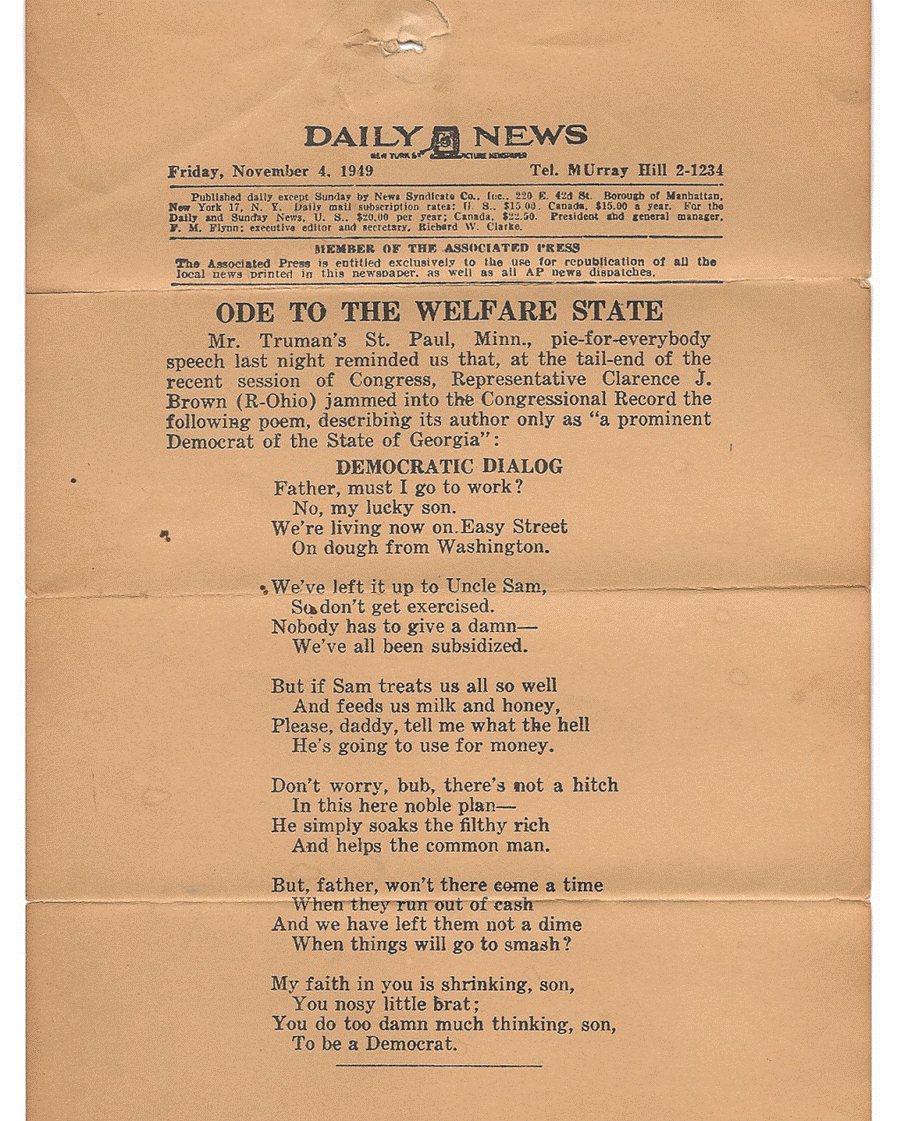 DAILY NEWS
NEW YORK'S PICTURE NEWSPAPER
Friday, November 4, 1949 Tel. MUrray Hill 2-1234
Published daily except Sunday by News Syndicate Co., Inc., 220 E. 42d St. Borough of Manhattan,
New York 17, N. Y. Daily mail subscription rates: U. S., $15.00. Canada, $15.00 a year. For the
Daily and Sunday News, U. S., $20.00 per year; Canada, $22.50. President and general manager,
F. M. Flynn; executive editor and secretary, Richard W. Clarke.
MEMBER OF THE ASSOCIATED PRESS
The Associated Press is entitled exclusively to the use for republication of all the
local news printed in this newspaper, as well as all AP news dispatches.
ODE TO THE WELFARE STATE
Mr. Truman's St. Paul, Minn., pie-for-everybody
speech last night reminded us that, at the tail-end of the
recent session of Congress, Representative Clarence J.
Brown (R-Ohio) jammed into the Congressional Record the
following poem, describing its author only as "a prominent
Democrat of the State of Georgia":
DEMOCRATIC DIALOG
Father, must I go to work?
No, my lucky son.
We're living now on Easy Street
On dough from Washington.
We've left it up to Uncle Sam,
So don't get exercised.
Nobody has to give a damn—
We've all been subsidized.
But if Sam treats us all so well
And feeds us milk and honey,
Please, daddy, tell me what the hell
He's going to use for money.
Don't worry, bub, there's not a hitch
In this here noble plan—
He simply soaks the filthy rich
And helps the common man.
But, father, won't there come a time
When they run out of cash
And we have left them not a dime
When things will go to smash?
My faith in you is shrinking, son,
You nosy little brat;
You do too damn much thinking, son,
To be a Democrat.